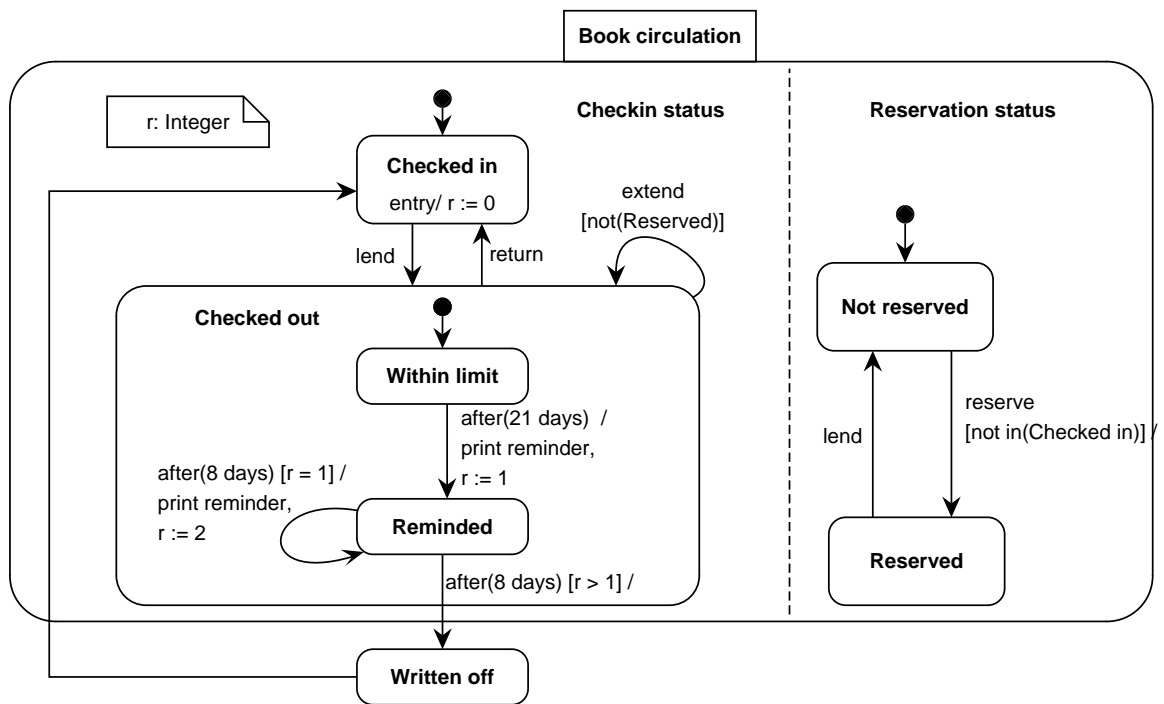 Book circulation
r: Integer
Checkin status
Reservation status
Checked in
entry/ r := 0
extend
[not(Reserved)]
lend
return
Checked out
Not reserved
Within limit
after(21 days)  /
print reminder,
r := 1
reserve
[not in(Checked in)] /
lend
after(8 days) [r = 1] /
print reminder,
r := 2
Reminded
Reserved
after(8 days) [r > 1] /
Written off